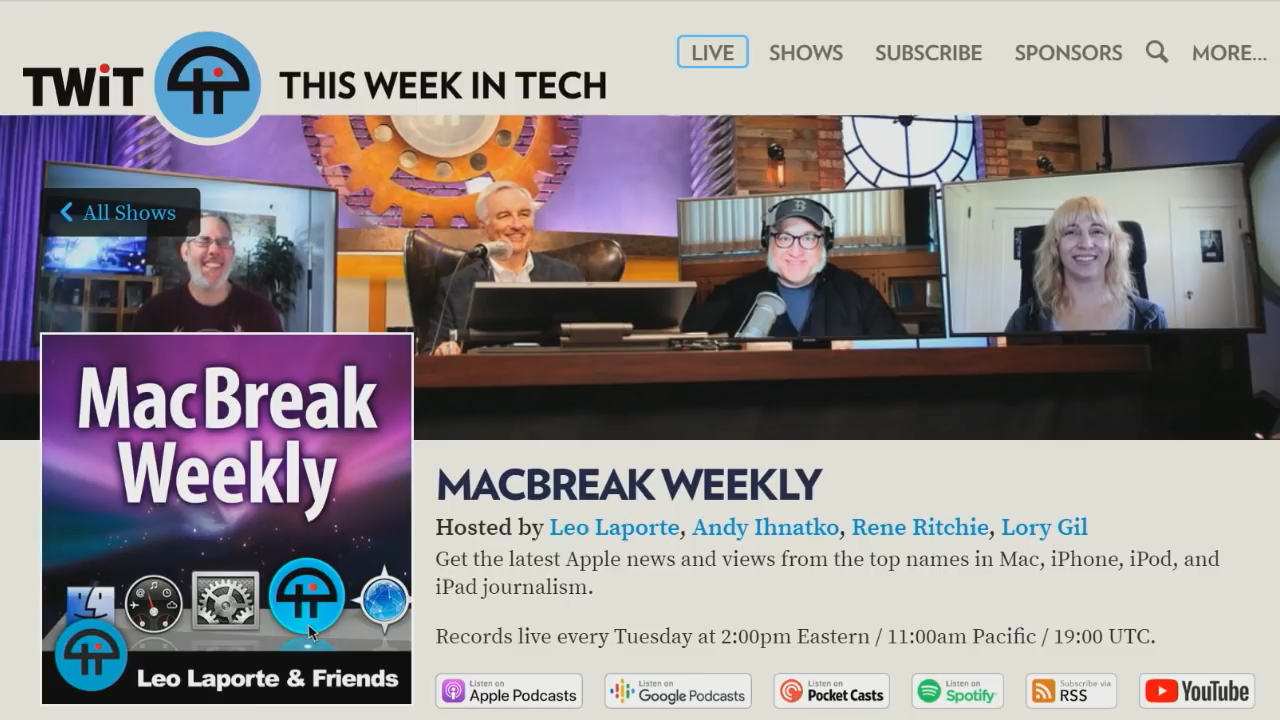 TWiT
THIS WEEK IN TECH
LIVE
SHOWS
SUBSCRIBE
SPONSORS
MORE...
All Shows
MacBreak
Weekly
Leo Laporte & Friends
MACBREAK WEEKLY
Hosted by Leo Laporte, Andy Ihnatko, Rene Ritchie, Lory Gil
Get the latest Apple news and views from the top names in Mac, iPhone, iPod, and
iPad journalism.
Records live every Tuesday at 2:00pm Eastern / 11:00am Pacific / 19:00 UTC.
Listen on
Apple Podcasts
Listen on
Google Podcasts
Listen on
Pocket Casts
Listen on
Spotify
Subscribe via
RSS
YouTube